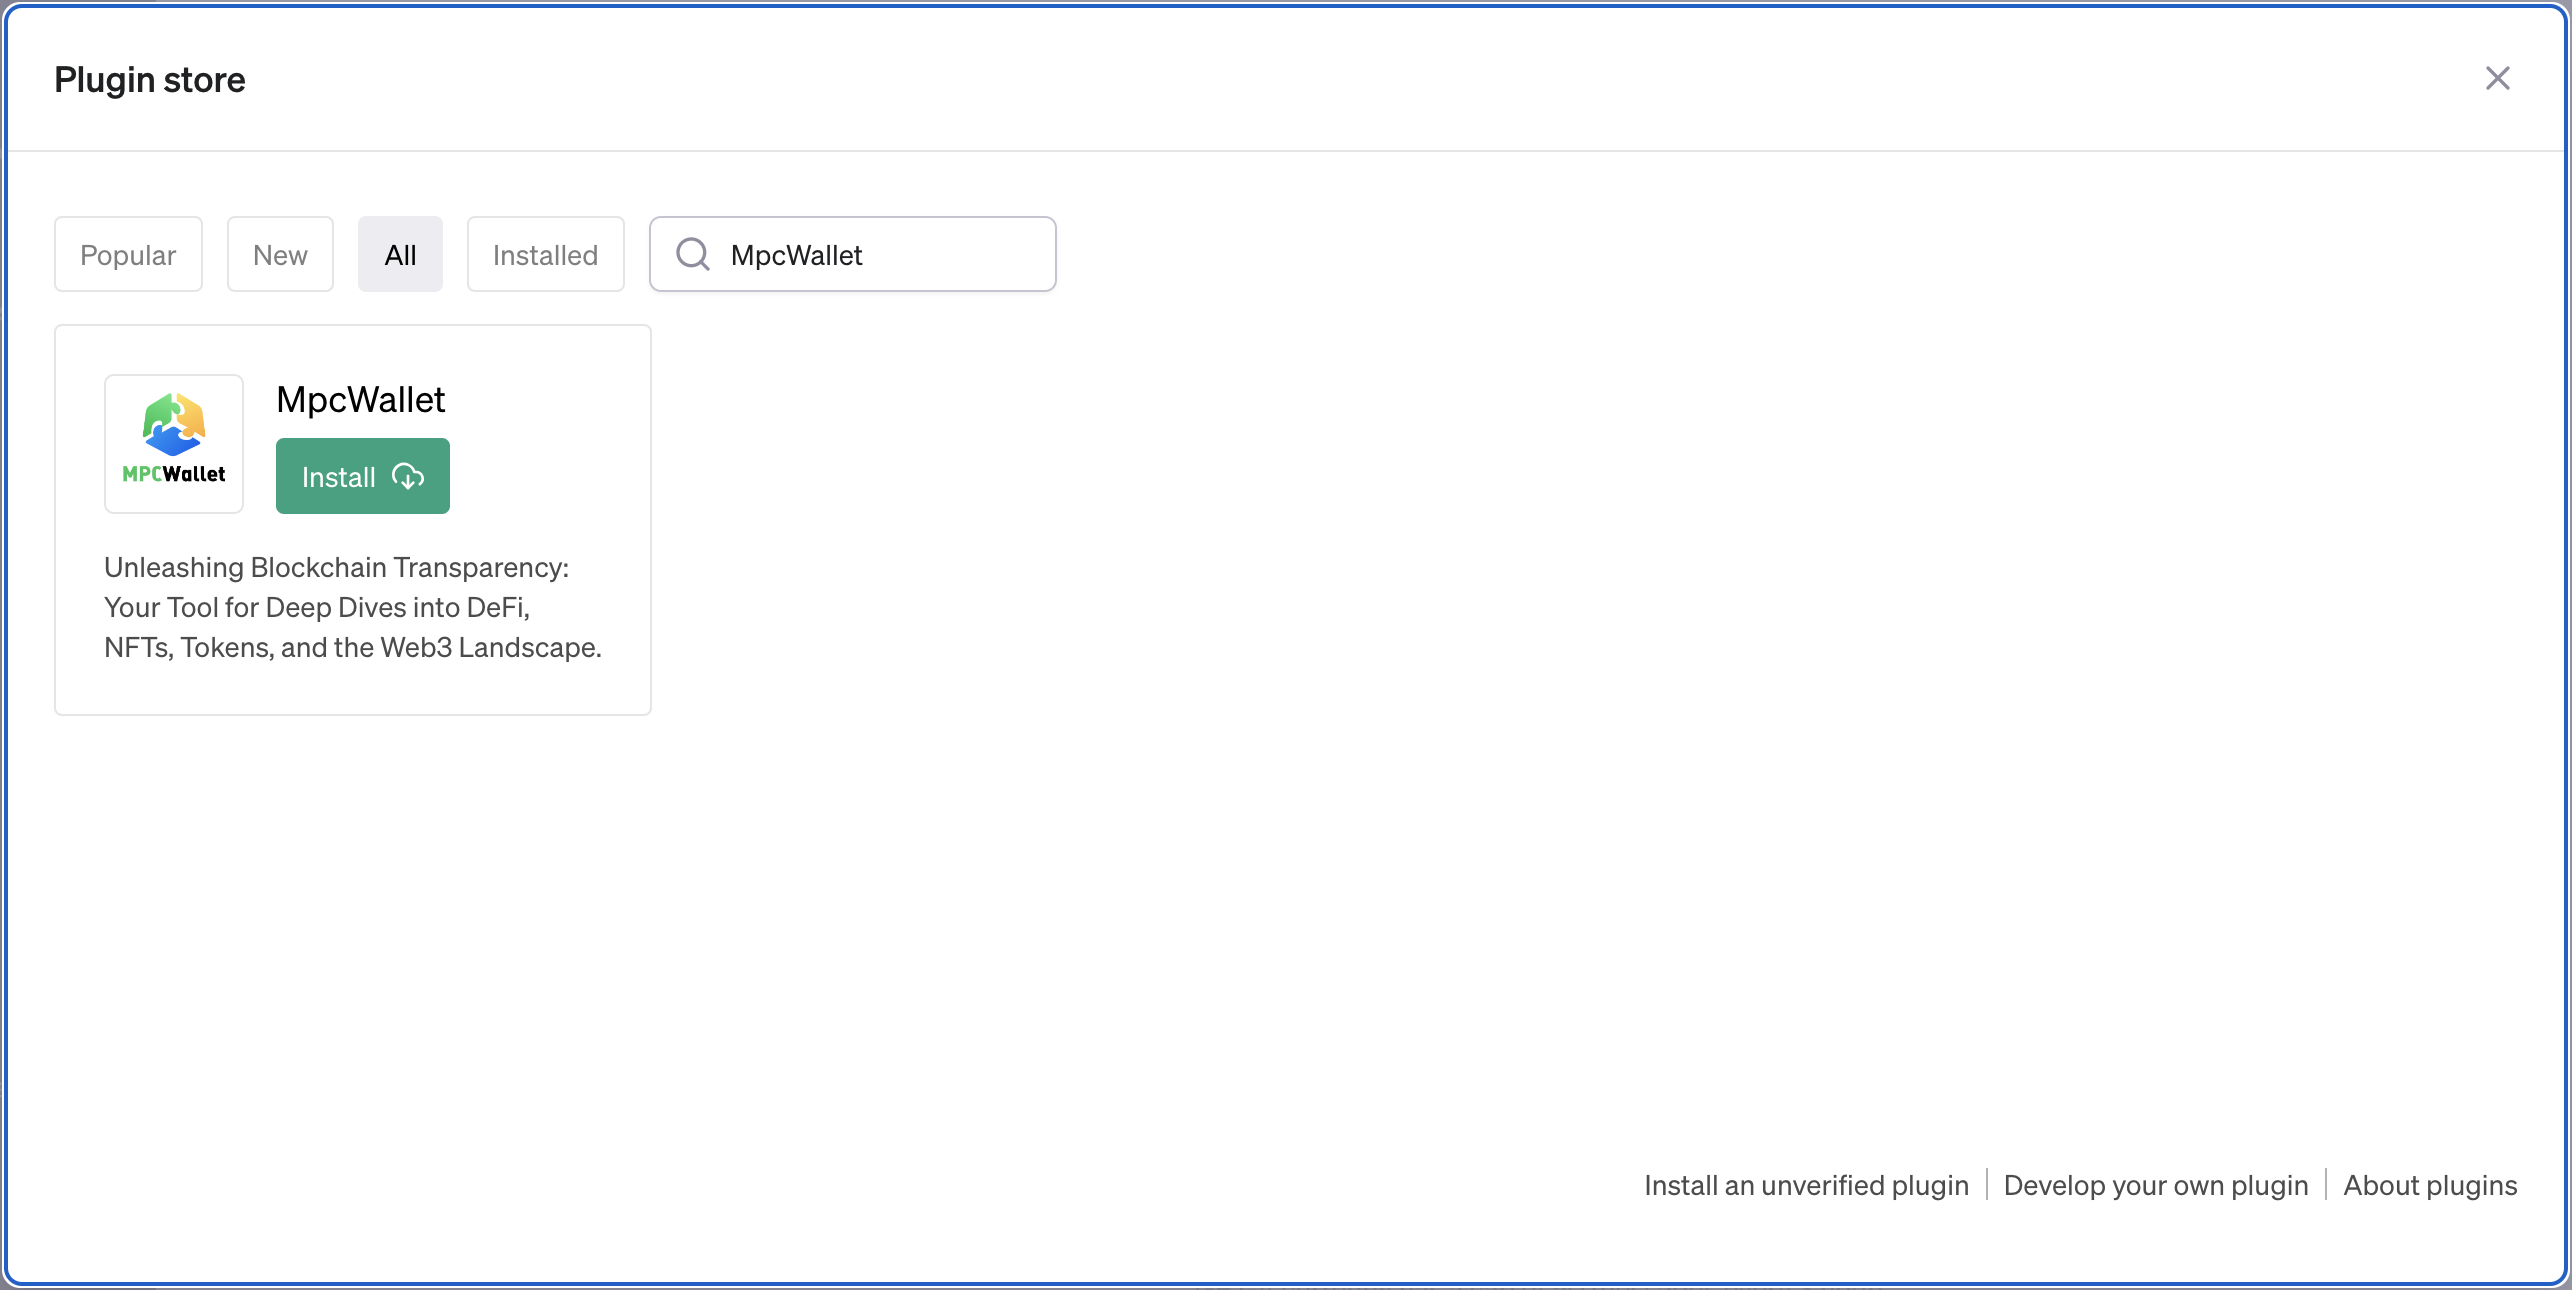 Plugin store
Popular
New
All
Installed
MpcWallet
MPCWallet
MpcWallet
Install
Unleashing Blockchain Transparency:
Your Tool for Deep Dives into DeFi,
NFTs, Tokens, and the Web3 Landscape.
Install an unverified plugin
Develop your own plugin
About plugins